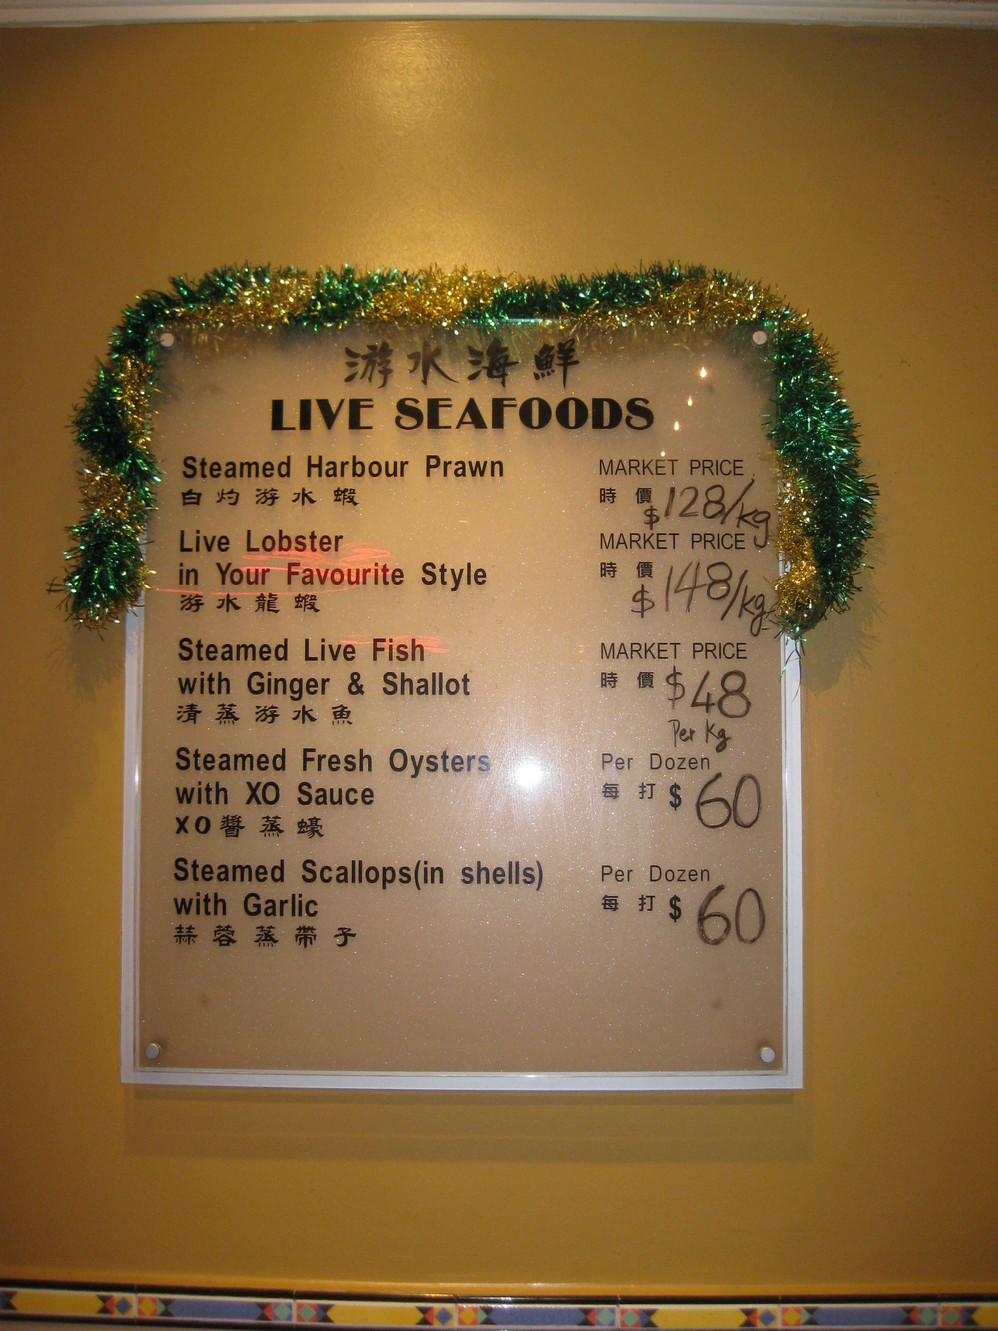 游水海鮮
LIVE SEAFOODS
Steamed Harbour Prawn MARKET PRICE
白灼游水蝦 時價 $128/kg
Live Lobster MARKET PRICE
in Your Favourite Style 時價
游水龍蝦 $148/kg
Steamed Live Fish MARKET PRICE
with Ginger & Shallot 時價 $48
清蒸游水魚 Per Kg
Steamed Fresh Oysters Per Dozen
with XO Sauce 每打 $ 60
XO醬蒸蠔
Steamed Scallops(in shells) Per Dozen
with Garlic 每打 $ 60
蒜蓉蒸帶子